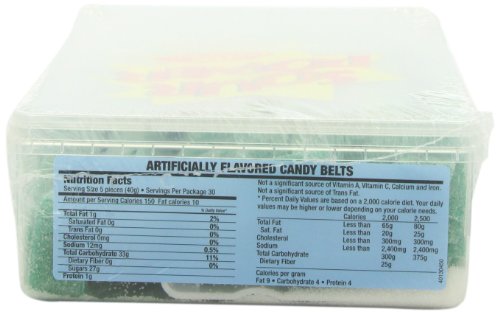 ARTIFICIALLY FLAVORED CANDY BELTS
Nutrition Facts
Serving Size 5 pieces (40g) • Servings Per Package 30
Amount per Serving Calories 150 Fat calories 10
% Daily Value*
Total Fat 1g 2%
Saturated Fat 0g
Trans Fat 0g
Cholesterol 0mg
Sodium 12mg 0.5%
Total Carbohydrate 33g 11%
Dietary Fiber 0g
Sugars 27g
Protein 1g
Not a significant source of Vitamin A, Vitamin C, Calcium and Iron.
Not a significant source of Trans Fat.
* Percent Daily Values are based on a 2,000 calorie diet. Your daily
values may be higher or lower depending on your calorie needs.
Calories 2,000 2,500
Total Fat Less than 65g 80g
Sat. Fat Less than 20g 25g
Cholesterol Less than 300mg 300mg
Sodium Less than 2,400mg 2,400mg
Total Carbohydrate 300g 375g
Dietary Fiber 25g
Calories per gram
Fat 9 • Carbohydrate 4 • Protein 4